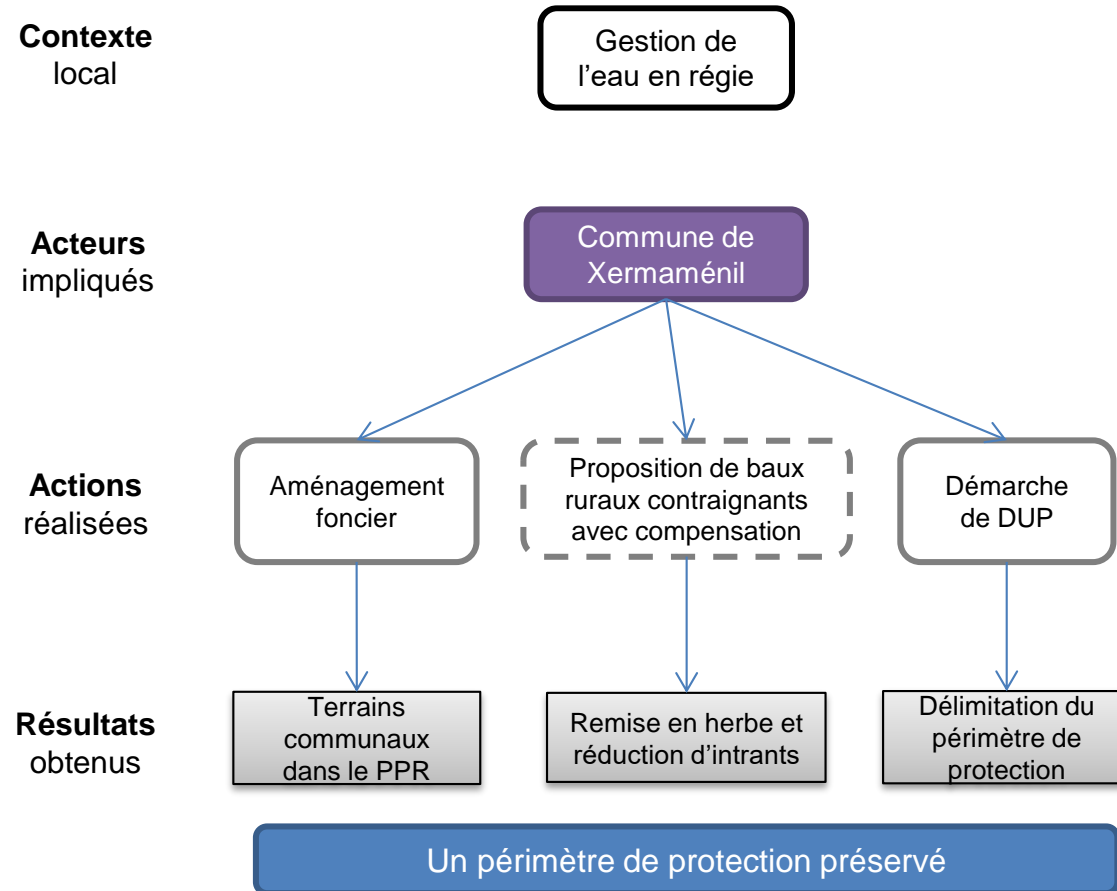 Contexte
local
Gestion de
l'eau en régie
Acteurs
impliqués
Commune de
Xermaménil
Actions
réalisées
Aménagement
foncier
Proposition de baux
ruraux contraignants
avec compensation
Démarche
de DUP
Résultats
obtenus
Terrains
communaux
dans le PPR
Remise en herbe et
réduction d'intrants
Délimitation du
périmètre de
protection
Un périmètre de protection préservé